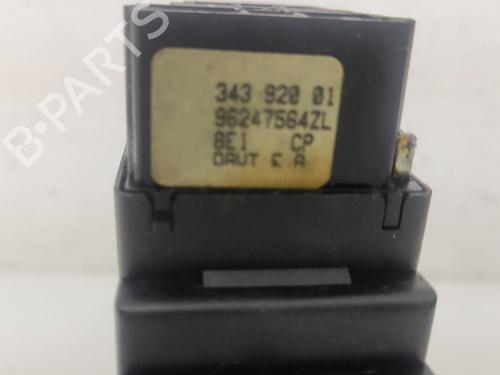 343 920 01
96247564ZL
8E1 CP
DAUT E A
B-PARTS